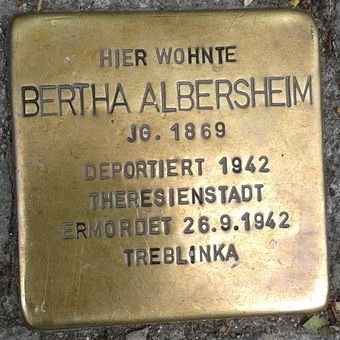 HIER WOHNTE
BERTHA ALBERSHEIM
JG. 1869
DEPORTIERT 1942
THERESIENSTADT
ERMORDET 26.9.1942
TREBLINKA